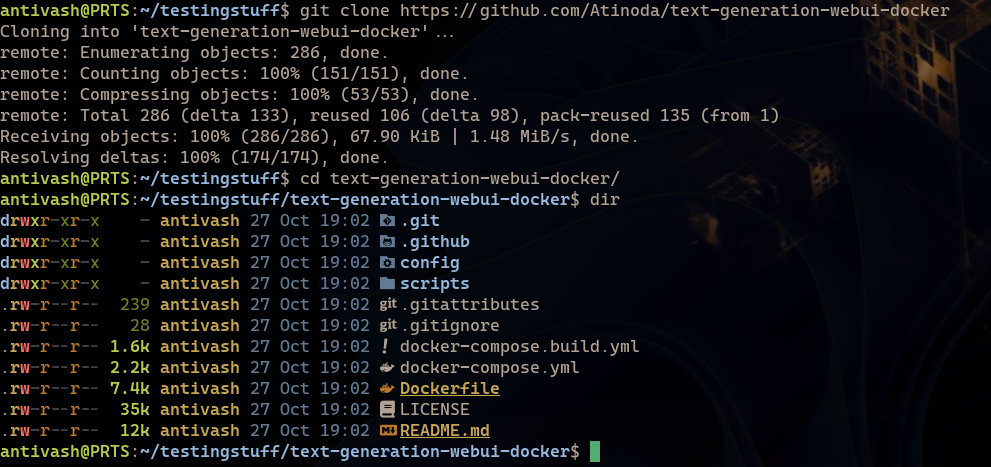 antivash@PRTS:~/testingstuff$ git clone https://github.com/Atinoda/text-generation-webui-docker
Cloning into 'text-generation-webui-docker'...
remote: Enumerating objects: 286, done.
remote: Counting objects: 100% (151/151), done.
remote: Compressing objects: 100% (53/53), done.
remote: Total 286 (delta 133), reused 106 (delta 98), pack-reused 135 (from 1)
Receiving objects: 100% (286/286), 67.90 KiB | 1.48 MiB/s, done.
Resolving deltas: 100% (174/174), done.
antivash@PRTS:~/testingstuff$ cd text-generation-webui-docker/
antivash@PRTS:~/testingstuff/text-generation-webui-docker$ dir
drwxr-xr-x    - antivash 27 Oct 19:02 .git
drwxr-xr-x    - antivash 27 Oct 19:02 .github
drwxr-xr-x    - antivash 27 Oct 19:02 config
drwxr-xr-x    - antivash 27 Oct 19:02 scripts
.rw-r--r--  239 antivash 27 Oct 19:02 git .gitattributes
.rw-r--r--   28 antivash 27 Oct 19:02 git .gitignore
.rw-r--r-- 1.6k antivash 27 Oct 19:02 ! docker-compose.build.yml
.rw-r--r-- 2.2k antivash 27 Oct 19:02 docker-compose.yml
.rw-r--r-- 7.4k antivash 27 Oct 19:02 Dockerfile
.rw-r--r--  35k antivash 27 Oct 19:02 LICENSE
.rw-r--r--  12k antivash 27 Oct 19:02 README.md
antivash@PRTS:~/testingstuff/text-generation-webui-docker$